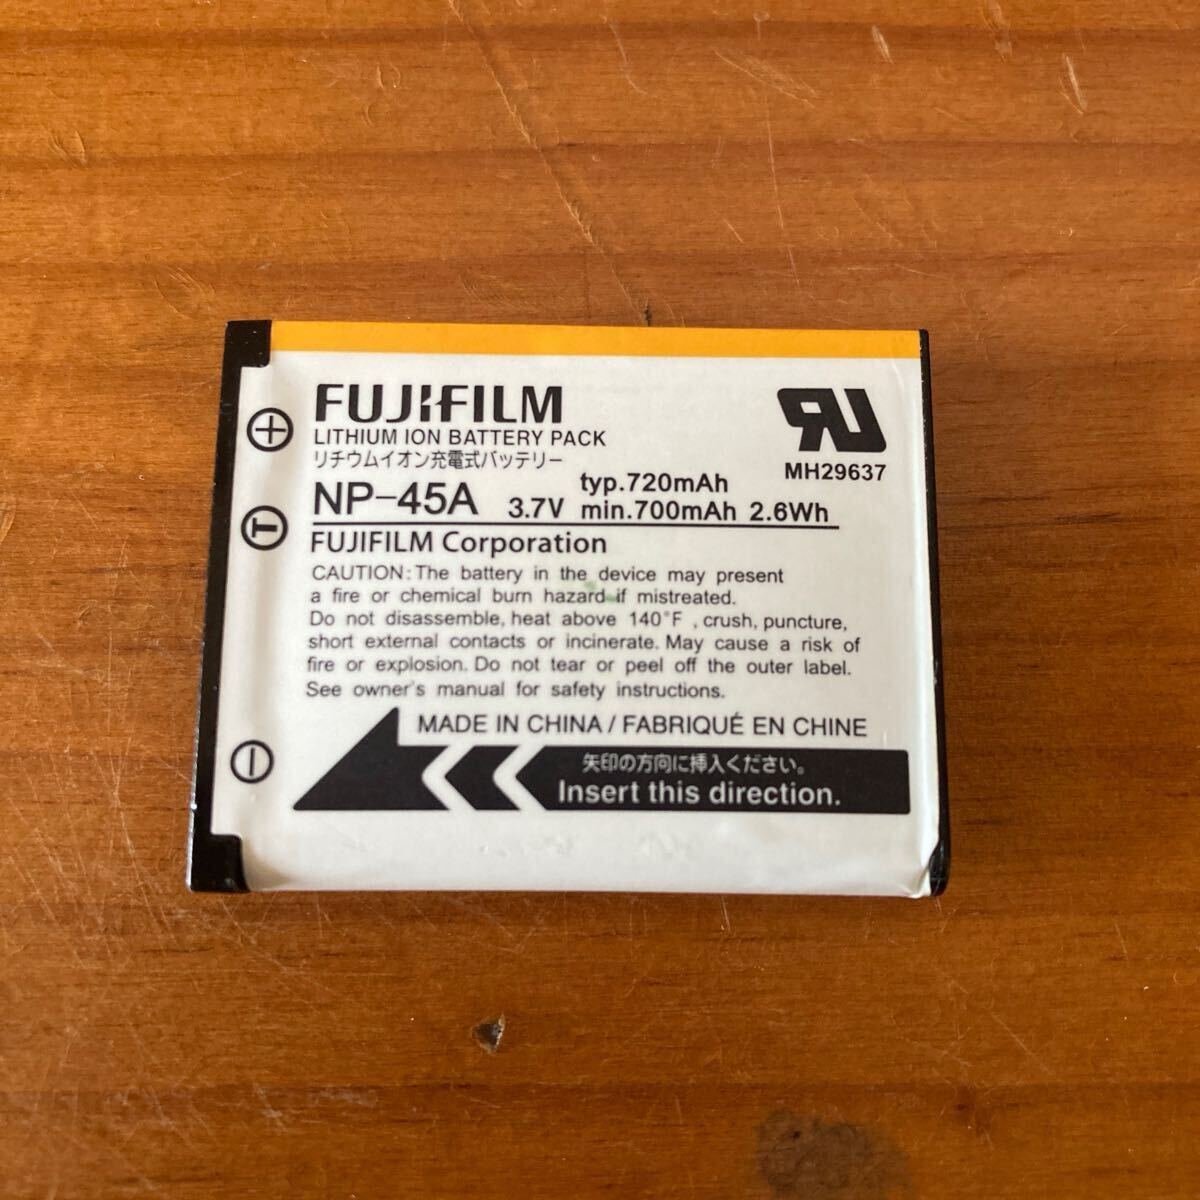 FUJIFILM
LITHIUM ION BATTERY PACK
リチウムイオン充電式バッテリー
NP-45A 3.7V typ.720mAh
min.700mAh 2.6Wh
RU
MH29637
FUJIFILM Corporation
CAUTION: The battery in the device may present
a fire or chemical burn hazard if mistreated.
Do not disassemble, heat above 140°F , crush, puncture,
short external contacts or incinerate. May cause a risk of
fire or explosion. Do not tear or peel off the outer label.
See owner's manual for safety instructions.
MADE IN CHINA / FABRIQUÉ EN CHINE
矢印の方向に挿入ください。
Insert this direction.
+
T
-